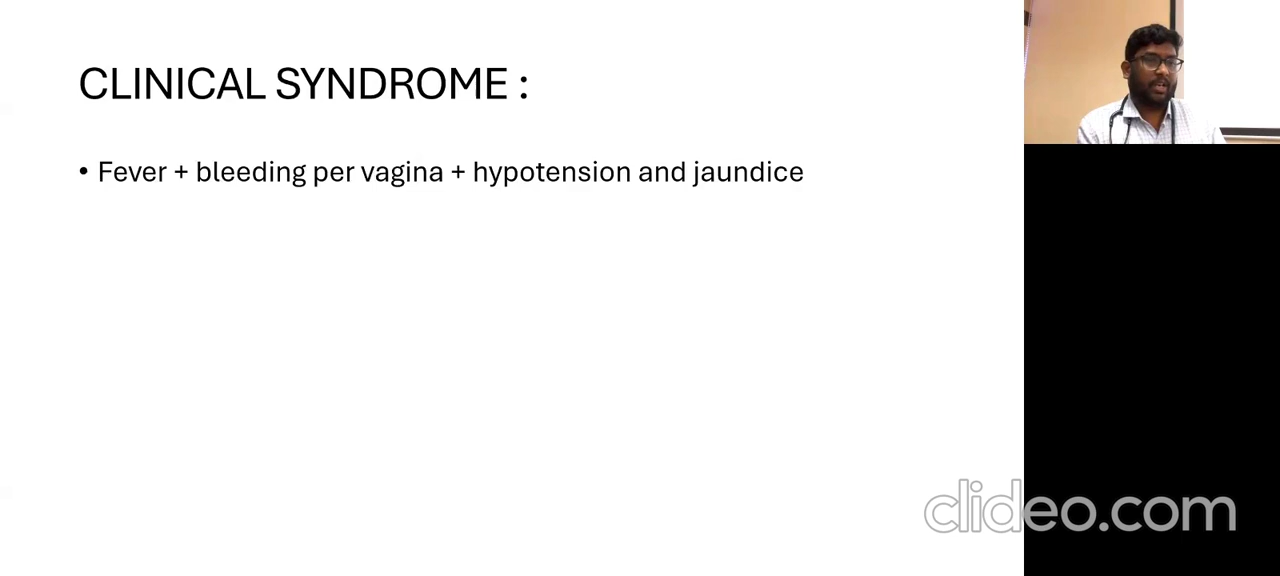 CLINICAL SYNDROME :
• Fever + bleeding per vagina + hypotension and jaundice
clideo.com